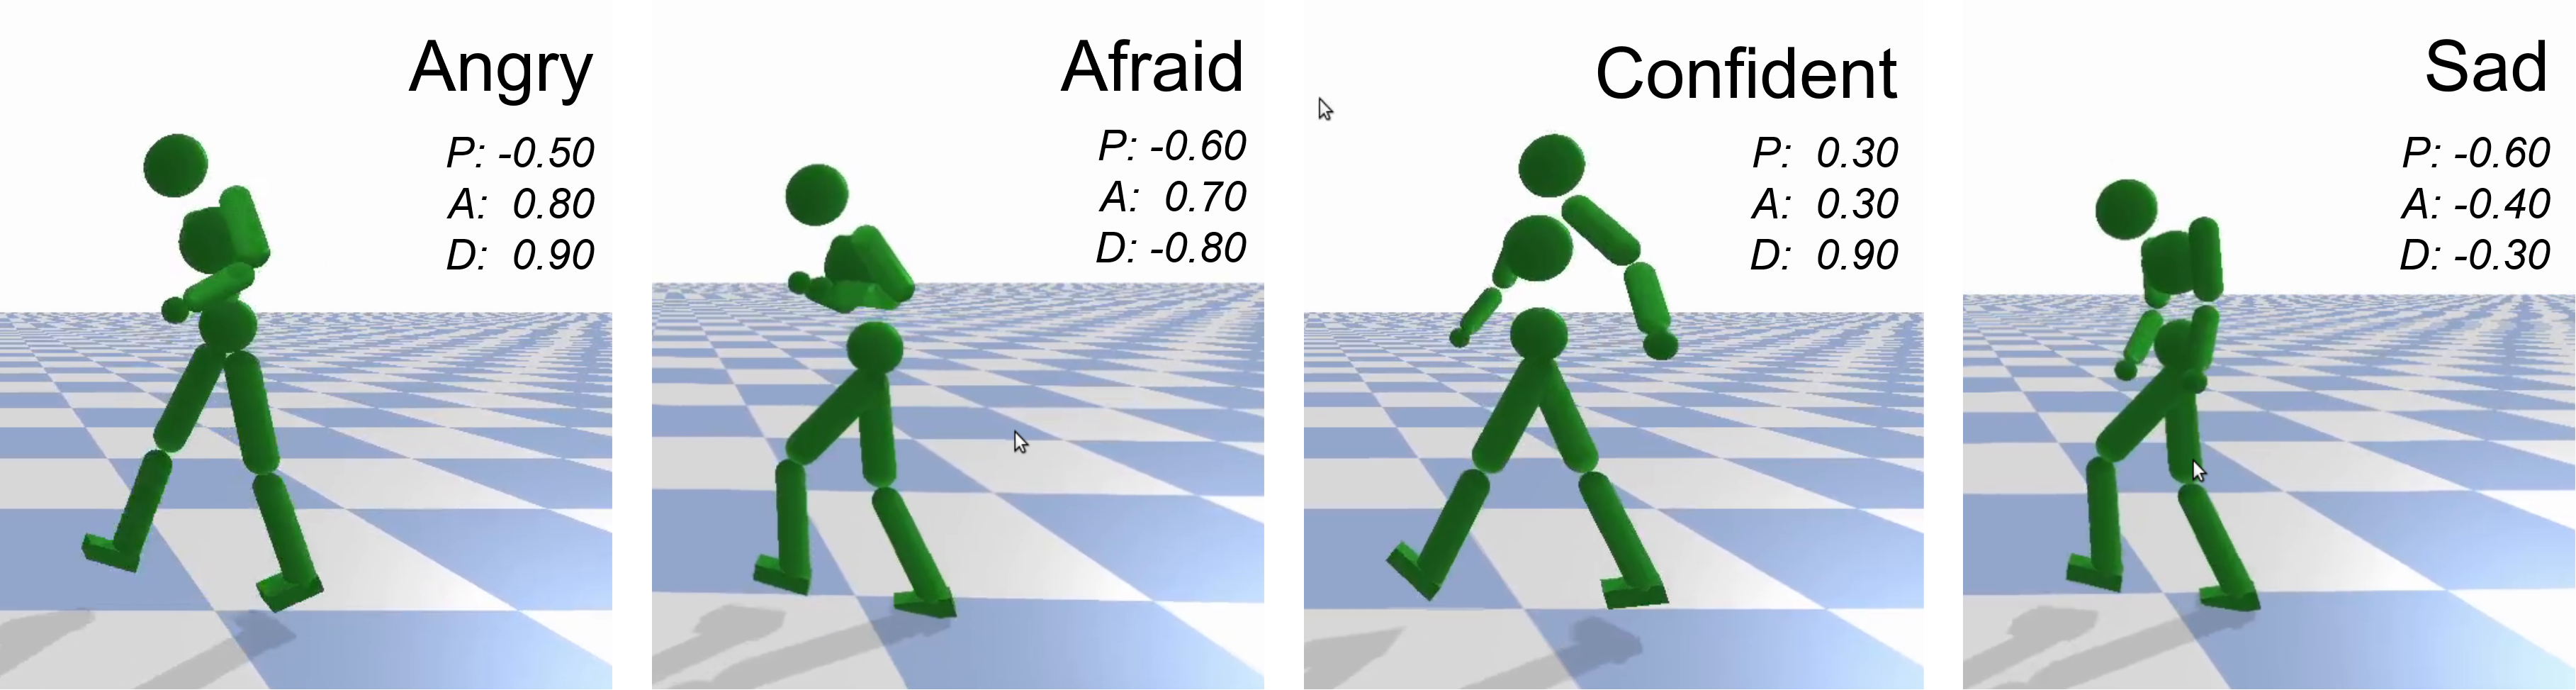 Angry
P: -0.50
A: 0.80
D: 0.90
Afraid
P: -0.60
A: 0.70
D: -0.80
Confident
P: 0.30
A: 0.30
D: 0.90
Sad
P: -0.60
A: -0.40
D: -0.30